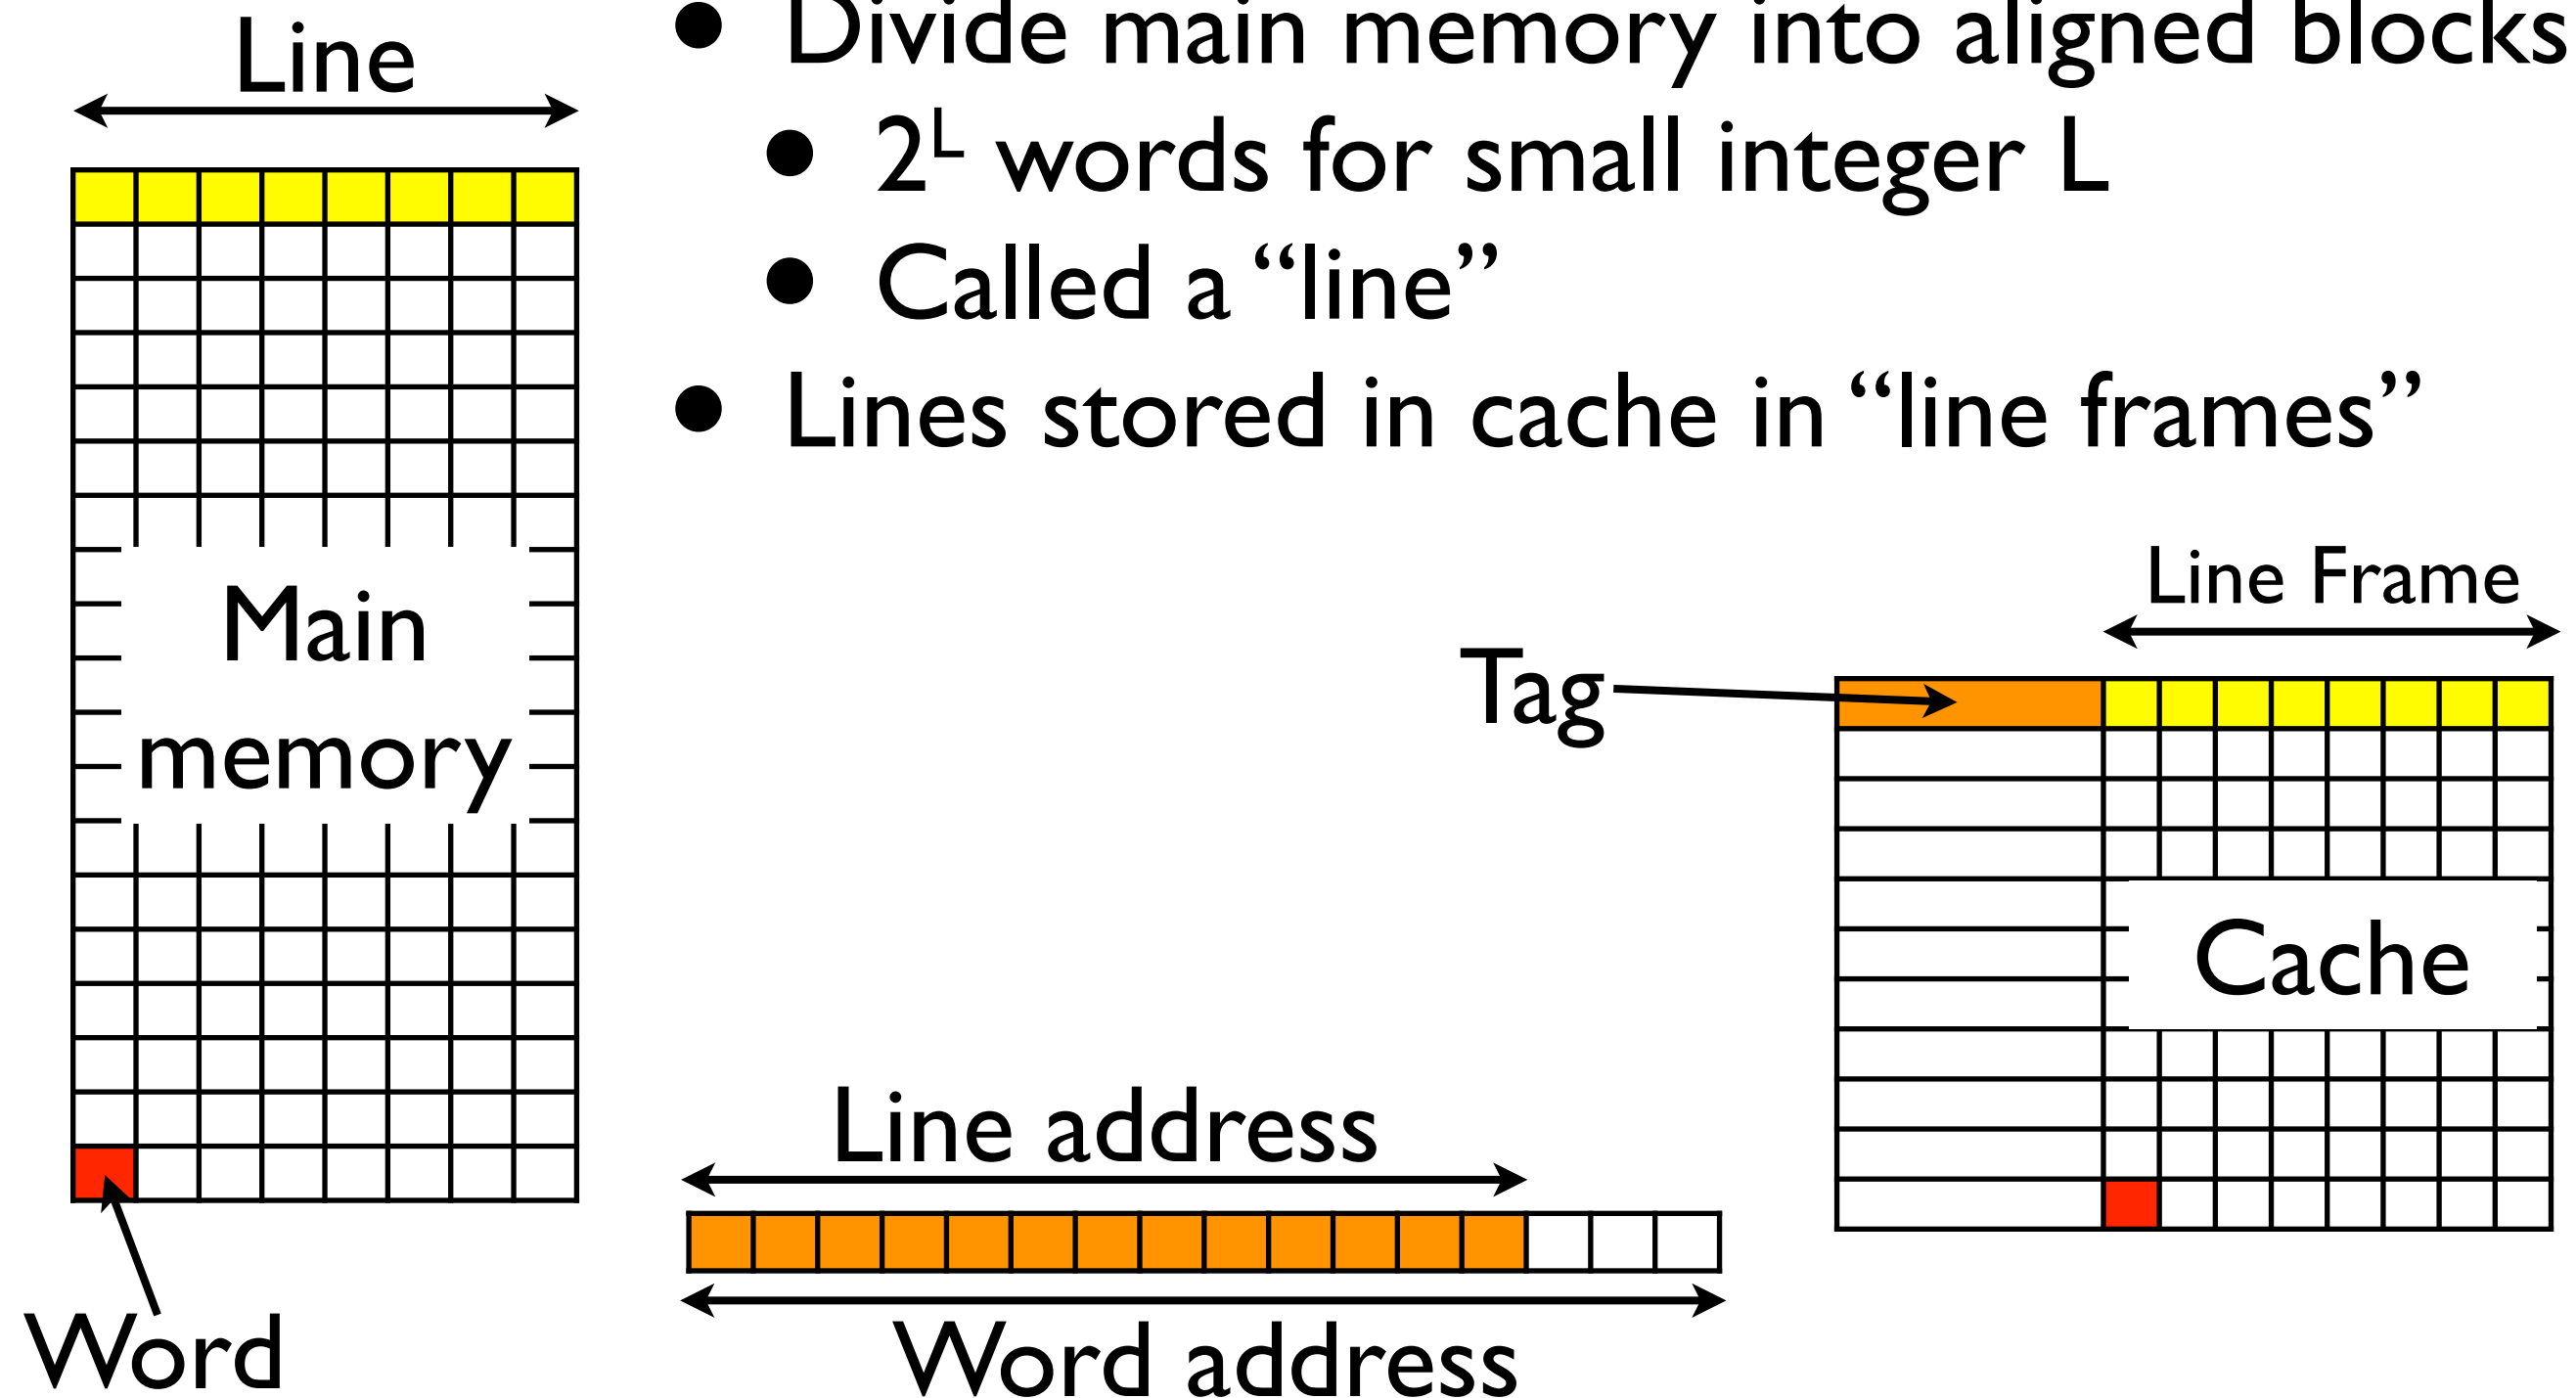 Line
• Divide main memory into aligned blocks
• 2ᴸ words for small integer L
• Called a “line”
• Lines stored in cache in “line frames”
Main
memory
Line Frame
Tag
Cache
Line address
Word address
Word